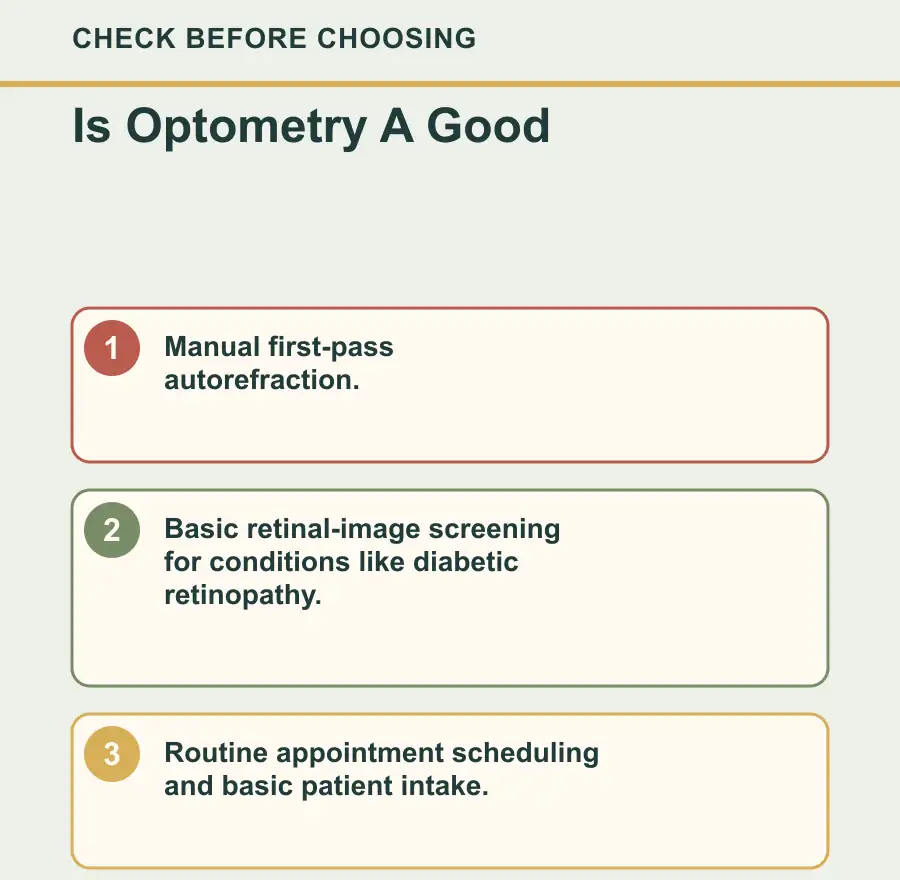 CHECK BEFORE CHOOSING
Is Optometry A Good
1
Manual first-pass
autorefraction.
2
Basic retinal-image screening
for conditions like diabetic
retinopathy.
3
Routine appointment scheduling
and basic patient intake.